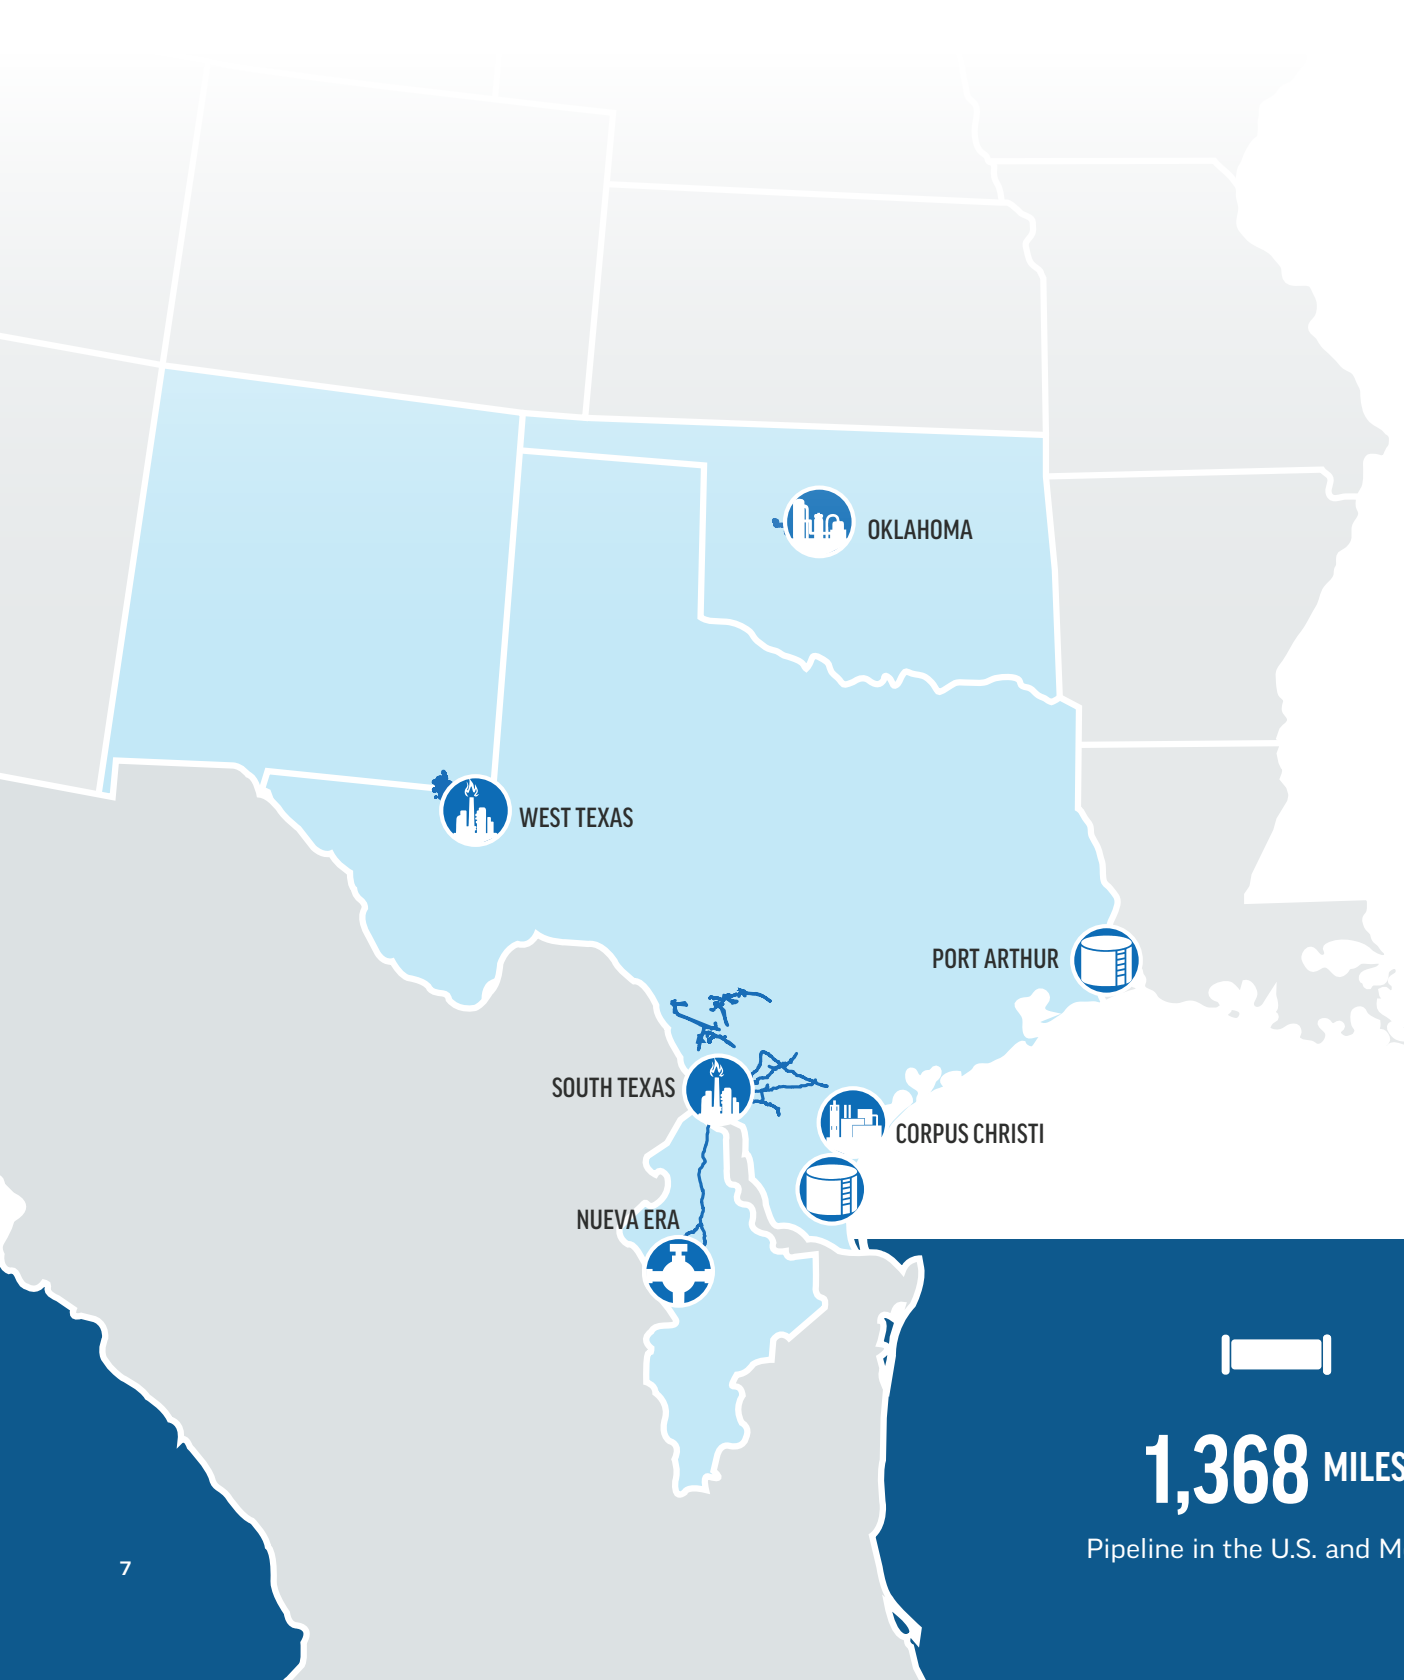 OKLAHOMA
WEST TEXAS
PORT ARTHUR
SOUTH TEXAS
CORPUS CHRISTI
NUEVA ERA
1,368 MILES
Pipeline in the U.S. and M
7